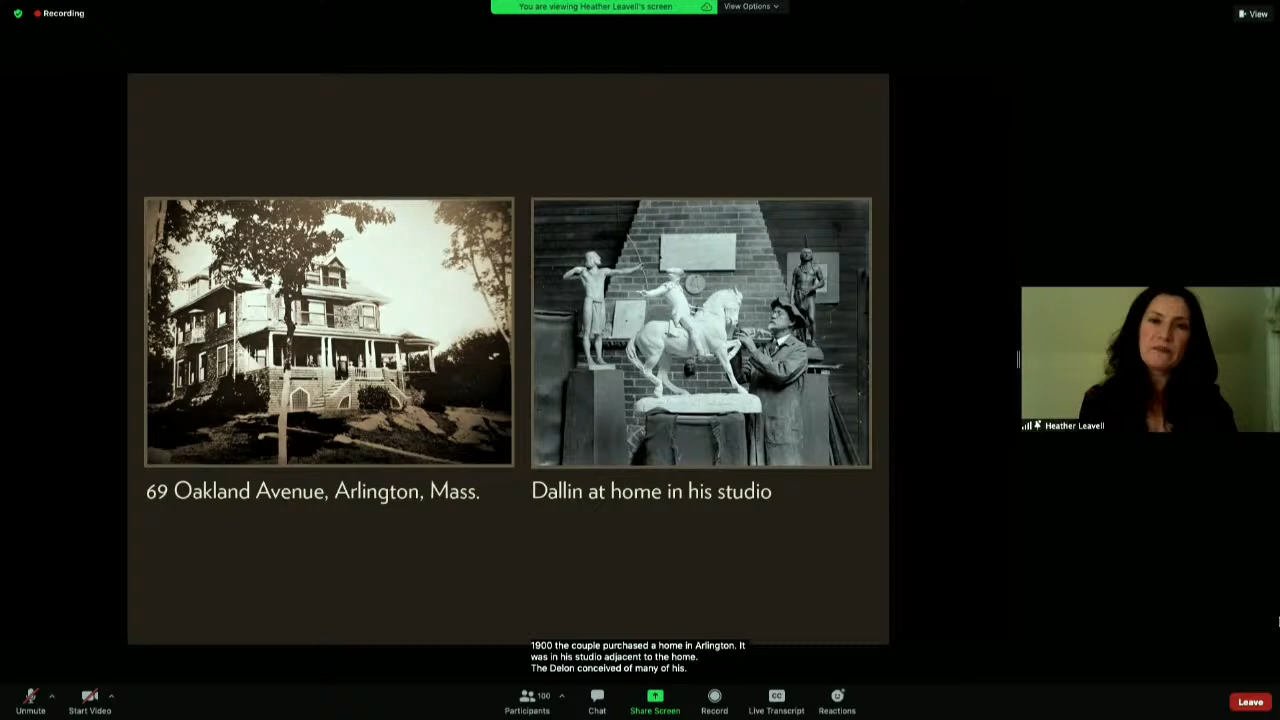 Recording
You are viewing Heather Leavell's screen
View Options
View
69 Oakland Avenue, Arlington, Mass.
Dallin at home in his studio
Heather Leavell
1900 the couple purchased a home in Arlington. It
was in his studio adjacent to the home.
The Delon conceived of many of his.
Unmute
Start Video
100
Participants
Chat
Share Screen
Record
CC
Live Transcript
Reactions
Leave